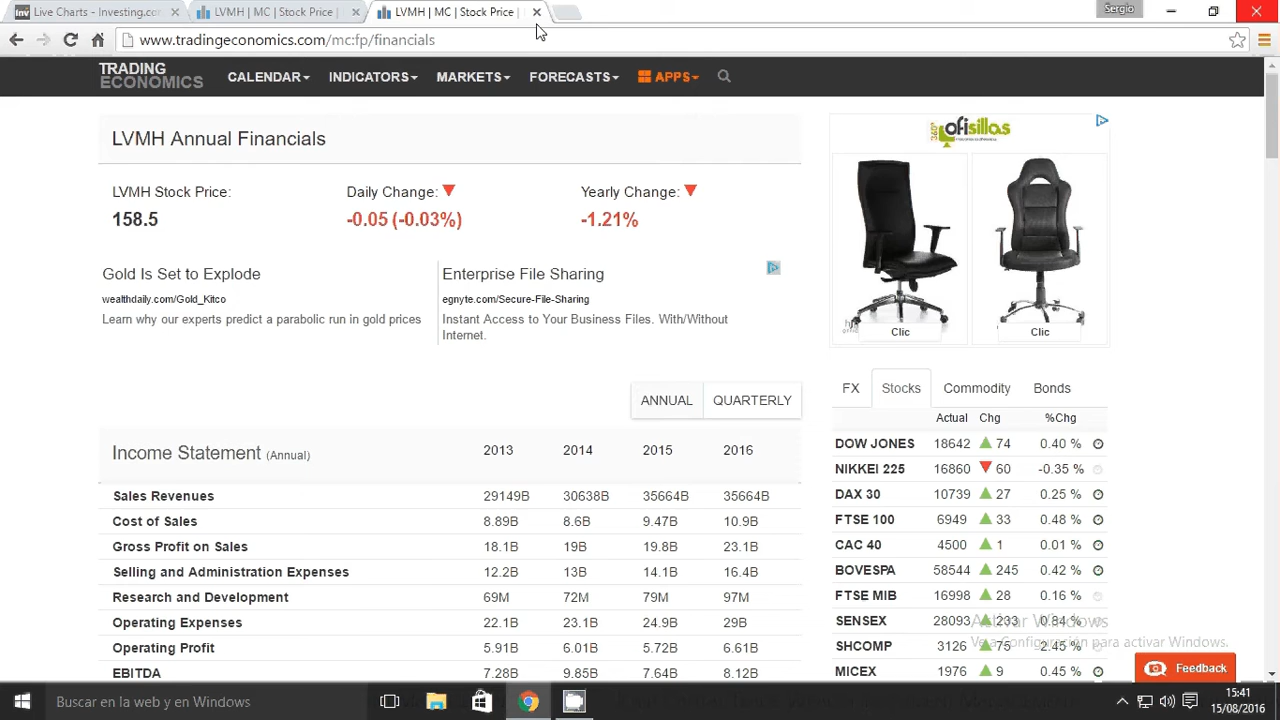 Live Charts - Investing.co
LVMH | MC | Stock Price |
LVMH | MC | Stock Price |
Sergio
www.tradingeconomics.com/mc:fp/financials
TRADING
ECONOMICS
CALENDAR
INDICATORS
MARKETS
FORECASTS
APPS
LVMH Annual Financials
LVMH Stock Price:
Daily Change:
Yearly Change:
158.5
-0.05 (-0.03%)
-1.21%
Gold Is Set to Explode
wealthdaily.com/Gold_Kitco
Learn why our experts predict a parabolic run in gold prices
Enterprise File Sharing
egnyte.com/Secure-File-Sharing
Instant Access to Your Business Files. With/Without
Internet.
ANNUAL
QUARTERLY
Income Statement (Annual) 2013 2014 2015 2016
Sales Revenues 29149B 30638B 35664B 35664B
Cost of Sales 8.89B 8.6B 9.47B 10.9B
Gross Profit on Sales 18.1B 19B 19.8B 23.1B
Selling and Administration Expenses 12.2B 13B 14.1B 16.4B
Research and Development 69M 72M 79M 97M
Operating Expenses 22.1B 23.1B 24.9B 29B
Operating Profit 5.91B 6.01B 5.72B 6.61B
EBITDA 7.28B 9.85B 7.64B 8.12B
360º ofisillas
Clic
Clic
FX Stocks Commodity Bonds
Actual Chg %Chg
DOW JONES 18642 74 0.40 %
NIKKEI 225 16860 60 -0.35 %
DAX 30 10739 27 0.25 %
FTSE 100 6949 33 0.48 %
CAC 40 4500 1 0.01 %
BOVESPA 58544 245 0.42 %
FTSE MIB 16998 28 0.16 %
SENSEX 28093 233 0.84 %
SHCOMP 3126 75 2.45 %
MICEX 1976 9 0.45 %
Activar Windows
Ve a Configuración para activar Windows.
Feedback
Buscar en la web y en Windows
15:41
15/08/2016